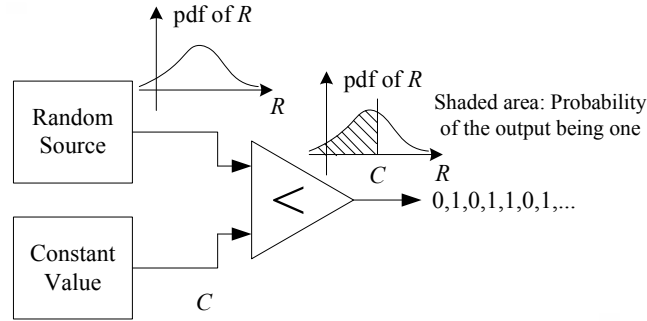 pdf of R
R
Random
Source
pdf of R
R
C
Shaded area: Probability
of the output being one
<
0,1,0,1,1,0,1,...
Constant
Value
C